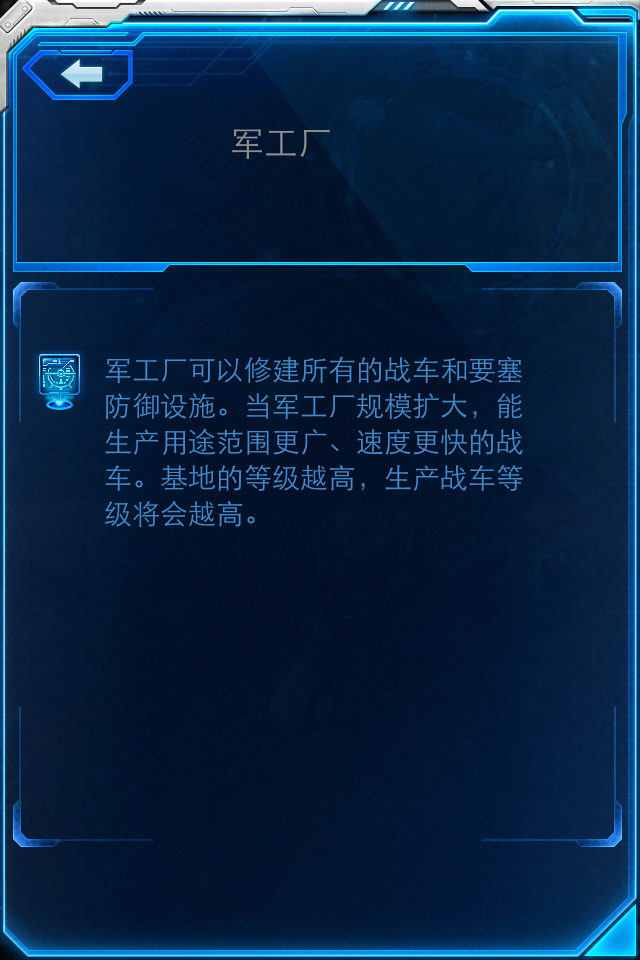 军工厂
军工厂可以修建所有的战车和要塞
防御设施。当军工厂规模扩大，能
生产用途范围更广、速度更快的战
车。基地的等级越高，生产战车等
级将会越高。